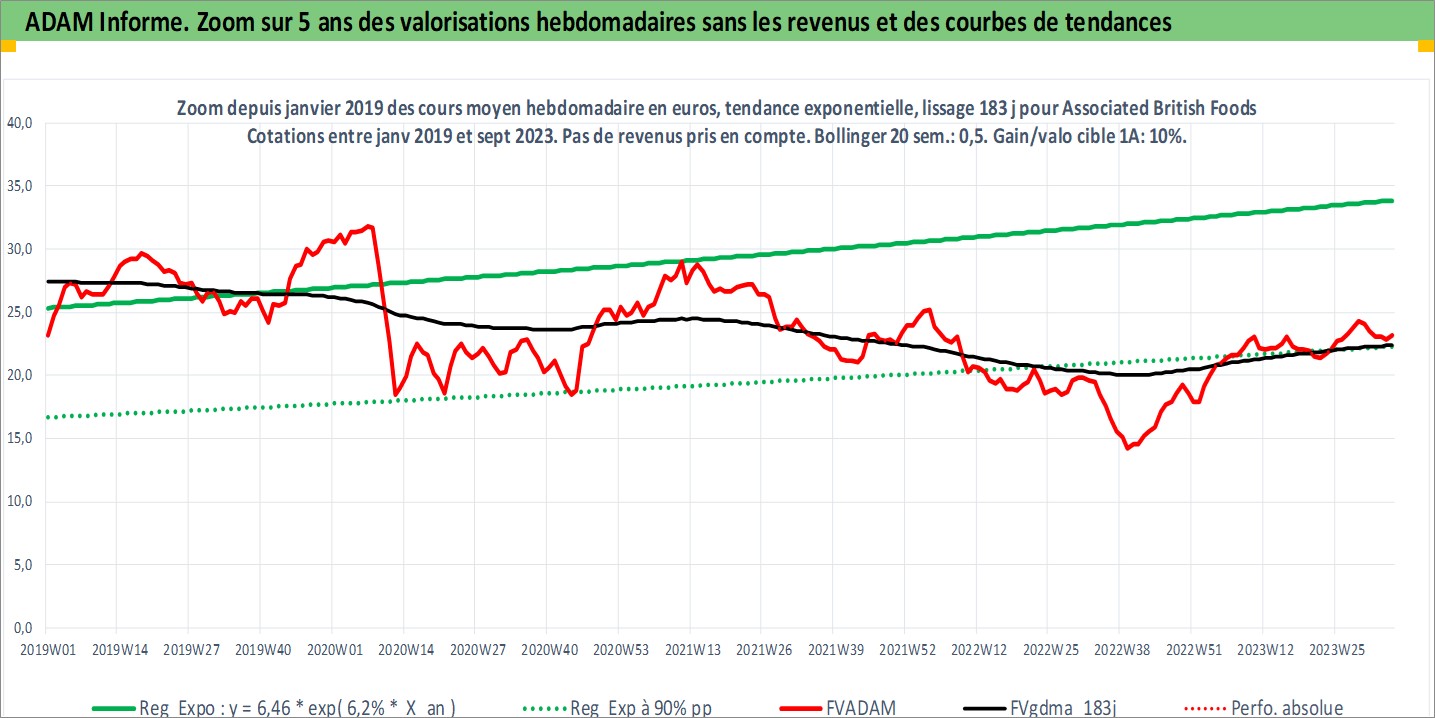 ADAM Informe. Zoom sur 5 ans des valorisations hebdomadaires sans les revenus et des courbes de tendances
Zoom depuis janvier 2019 des cours moyen hebdomadaire en euros, tendance exponentielle, lissage 183 j pour Associated British Foods
Cotations entre janv 2019 et sept 2023. Pas de revenus pris en compte. Bollinger 20 sem.: 0,5. Gain/valo cible 1A: 10%.
40,0
35,0
30,0
25,0
20,0
15,0
10,0
5,0
0,0
2019W01 2019W14 2019W27 2019W40 2020W01 2020W14 2020W27 2020W40 2020W53 2021W13 2021W26 2021W39 2021W52 2022W12 2022W25 2022W38 2022W51 2023W12 2023W25
Reg Expo : y = 6,46 * exp( 6,2% * X an ) Reg Exp à 90% pp FVADAM FVgdma 183j Perfo. absolue